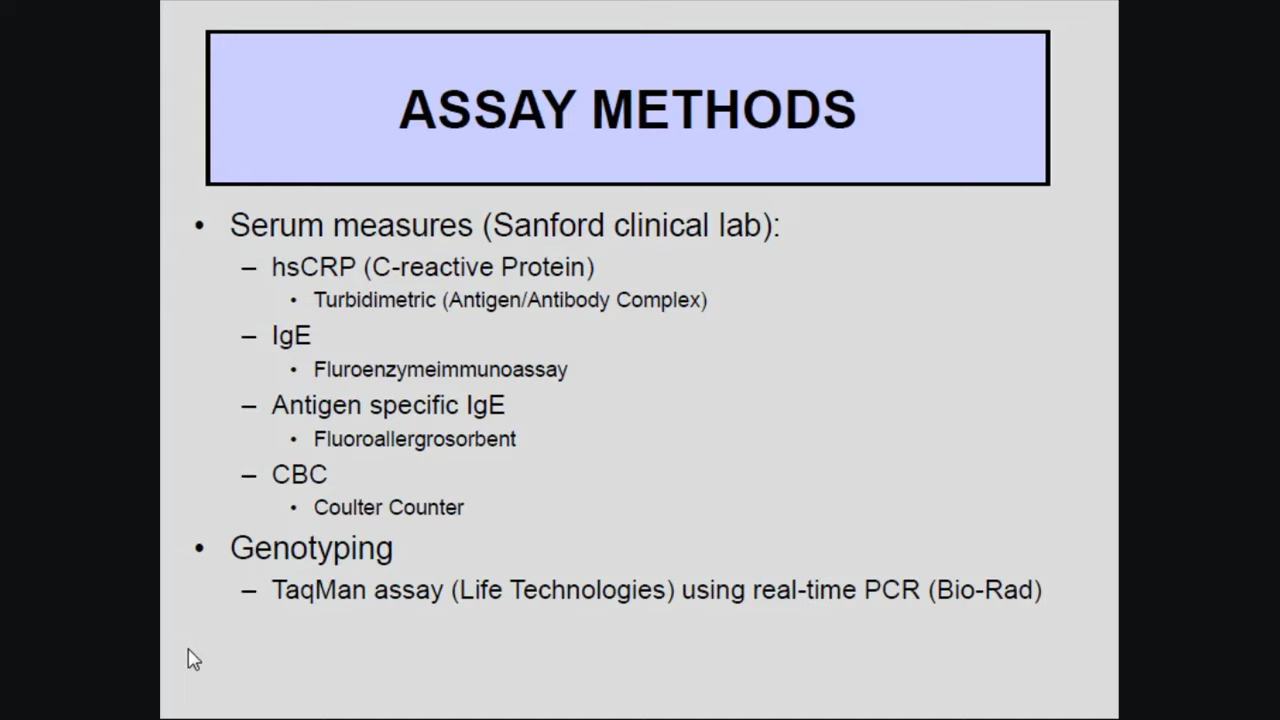 ASSAY METHODS
• Serum measures (Sanford clinical lab):
– hsCRP (C-reactive Protein)
• Turbidimetric (Antigen/Antibody Complex)
– IgE
• Fluroenzymeimmunoassay
– Antigen specific IgE
• Fluoroallergrosorbent
– CBC
• Coulter Counter
• Genotyping
– TaqMan assay (Life Technologies) using real-time PCR (Bio-Rad)